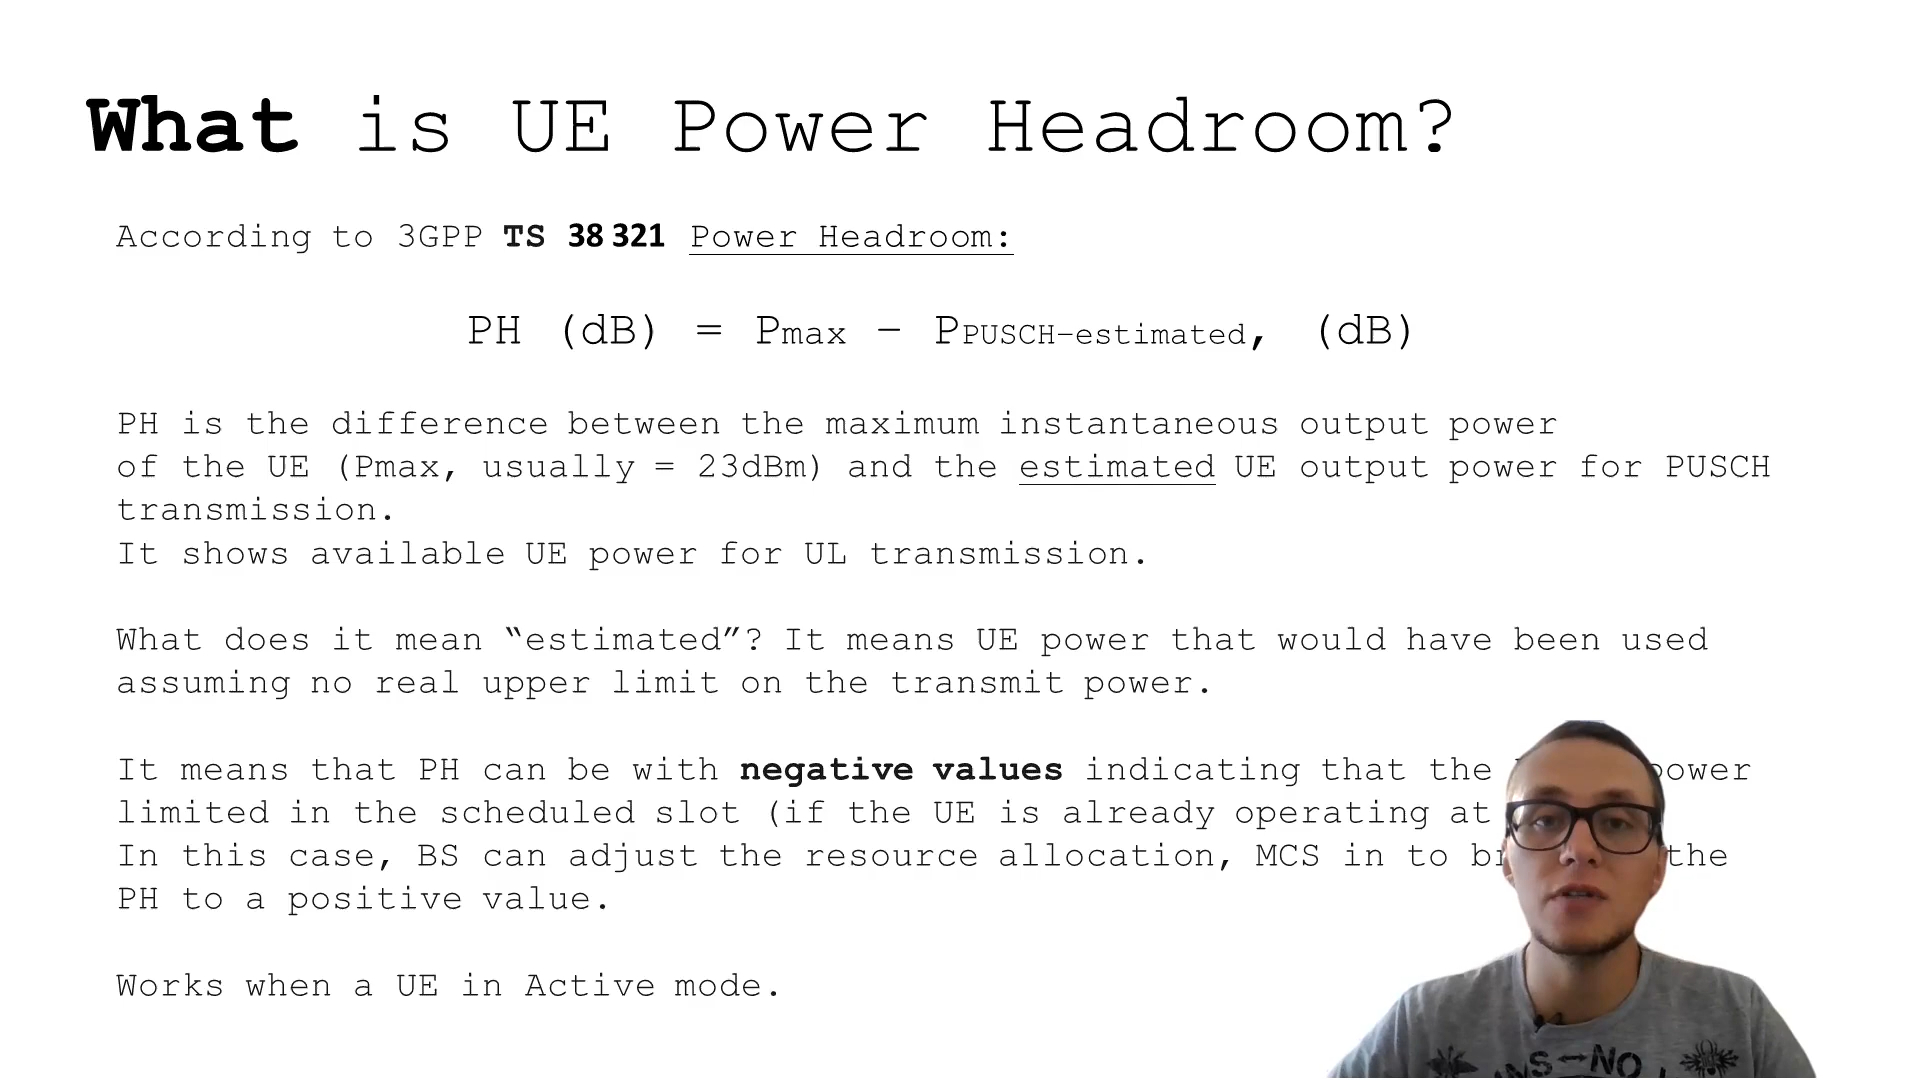 What is UE Power Headroom?
According to 3GPP TS 38 321 Power Headroom:
PH (dB) = Pmax - PPUSCH-estimated, (dB)
PH is the difference between the maximum instantaneous output power
of the UE (Pmax, usually = 23dBm) and the estimated UE output power for PUSCH
transmission.
It shows available UE power for UL transmission.
What does it mean “estimated”? It means UE power that would have been used
assuming no real upper limit on the transmit power.
It means that PH can be with negative values indicating that the power
limited in the scheduled slot (if the UE is already operating at
In this case, BS can adjust the resource allocation, MCS in to the
PH to a positive value.
Works when a UE in Active mode.
NO